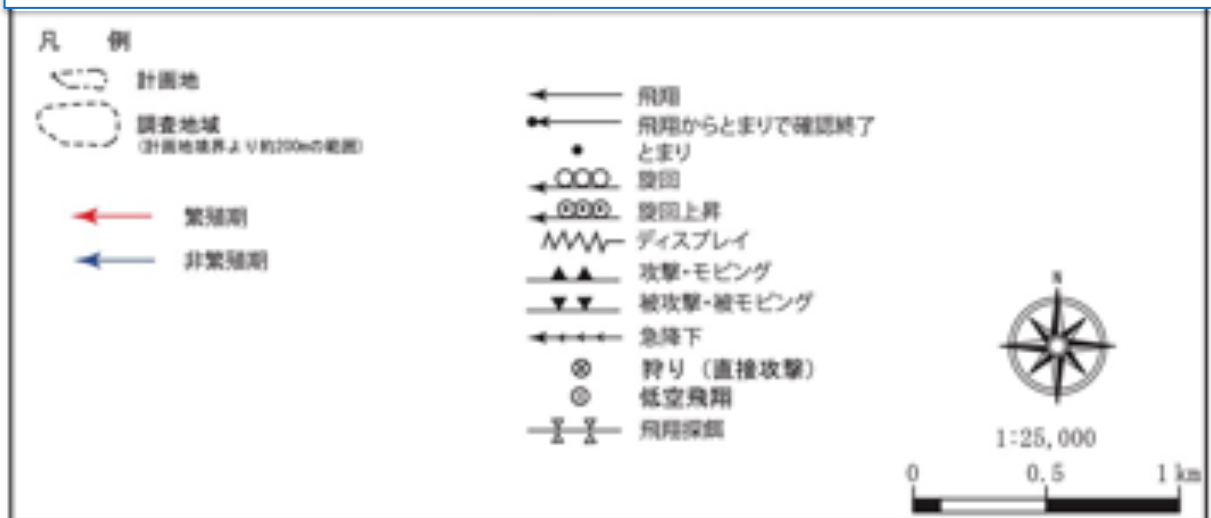 凡 例
計画地
調査地域
(計画地境界より約200mの範囲)
繁殖期
非繁殖期
飛翔
飛翔からとまりで確認終了
とまり
旋回
旋回上昇
ディスプレイ
攻撃・モビング
被攻撃・被モビング
急降下
狩り (直接攻撃)
低空飛翔
飛翔採餌
N
1:25,000
0 0.5 1 km